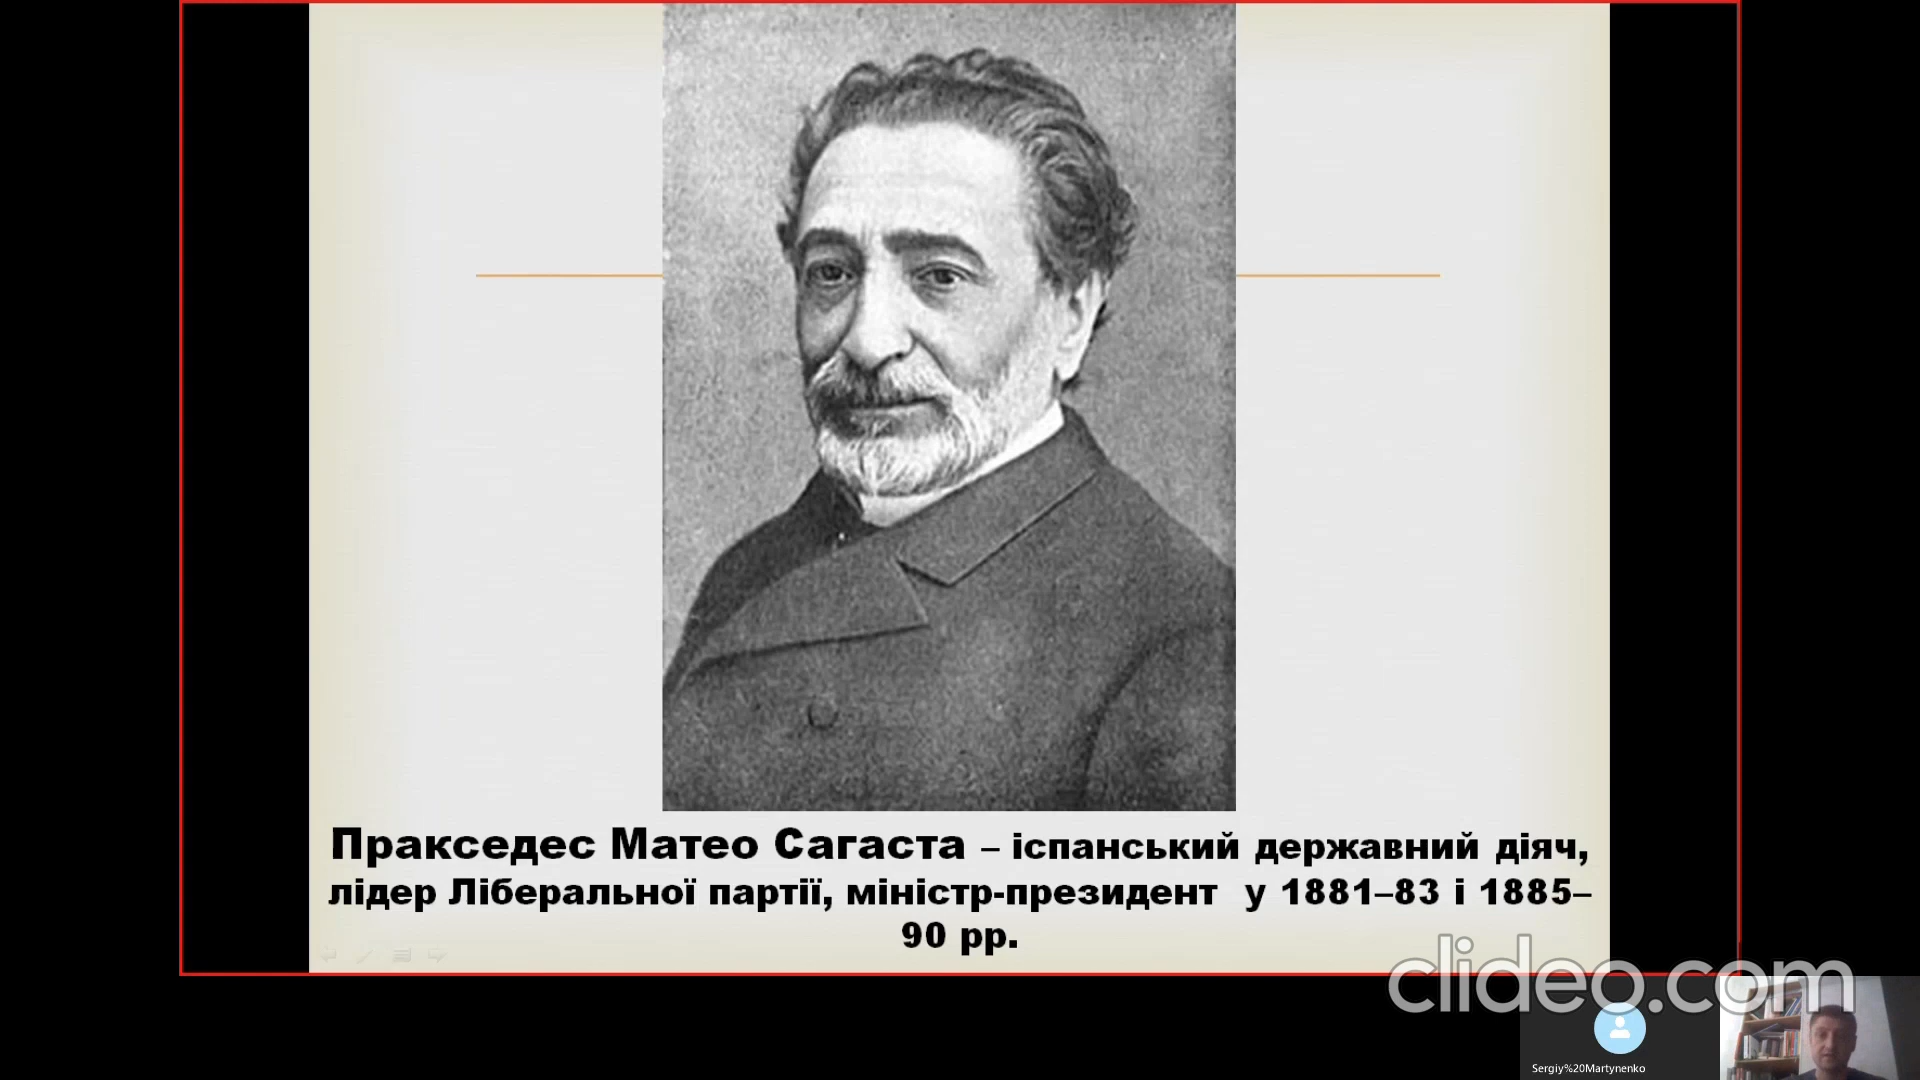 Пракседес Матео Сагаста – іспанський державний діяч,
лідер Ліберальної партії, міністр-президент у 1881–83 і 1885–
90 рр.
clideo.com
Sergiy%20Martynenko